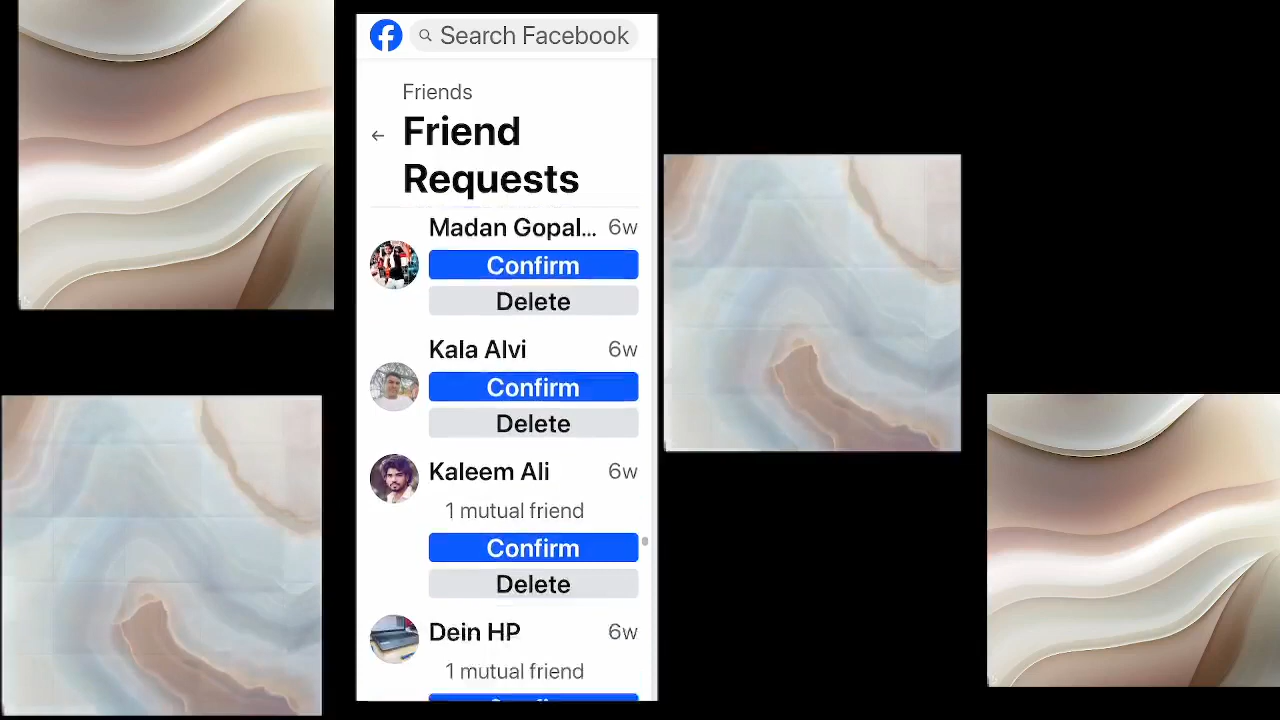 Search Facebook
Friends
Friend
Requests
Madan Gopal... 6w
Confirm
Delete
Kala Alvi 6w
Confirm
Delete
Kaleem Ali 6w
1 mutual friend
Confirm
Delete
Dein HP 6w
1 mutual friend